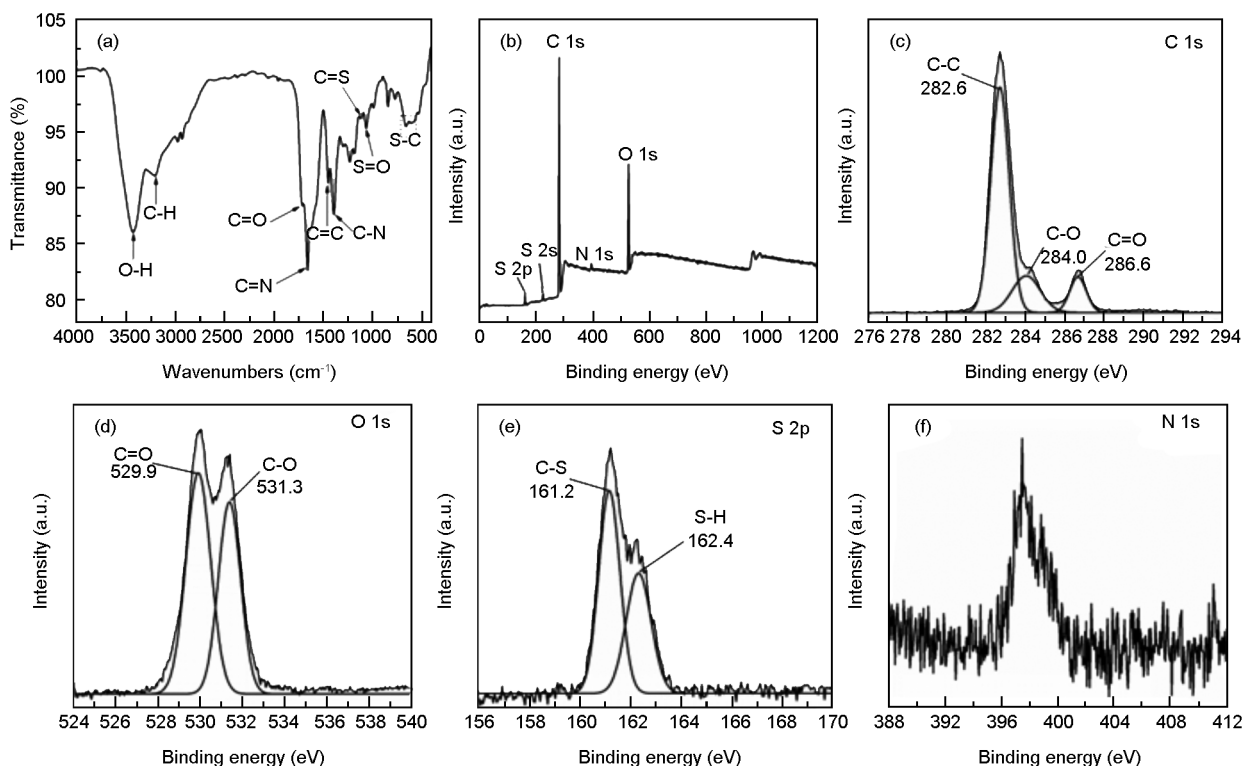 (a)
105
100
95
90
85
80
Transmittance (%)
C=S
S=O
S-C
C-H
O-H
C=O
C=N
C=C
C-N
4000 3500 3000 2500 2000 1500 1000 500
Wavenumbers (cm⁻¹)
(b)
C 1s
O 1s
N 1s
S 2s
S 2p
Intensity (a.u.)
0 200 400 600 800 1000 1200
Binding energy (eV)
(c)
C 1s
C-C
282.6
C-O
284.0
C=O
286.6
Intensity (a.u.)
276 278 280 282 284 286 288 290 292 294
Binding energy (eV)
(d)
O 1s
C=O
529.9
C-O
531.3
Intensity (a.u.)
524 526 528 530 532 534 536 538 540
Binding energy (eV)
(e)
S 2p
C-S
161.2
S-H
162.4
Intensity (a.u.)
156 158 160 162 164 166 168 170
Binding energy (eV)
(f)
N 1s
Intensity (a.u.)
388 392 396 400 404 408 412
Binding energy (eV)